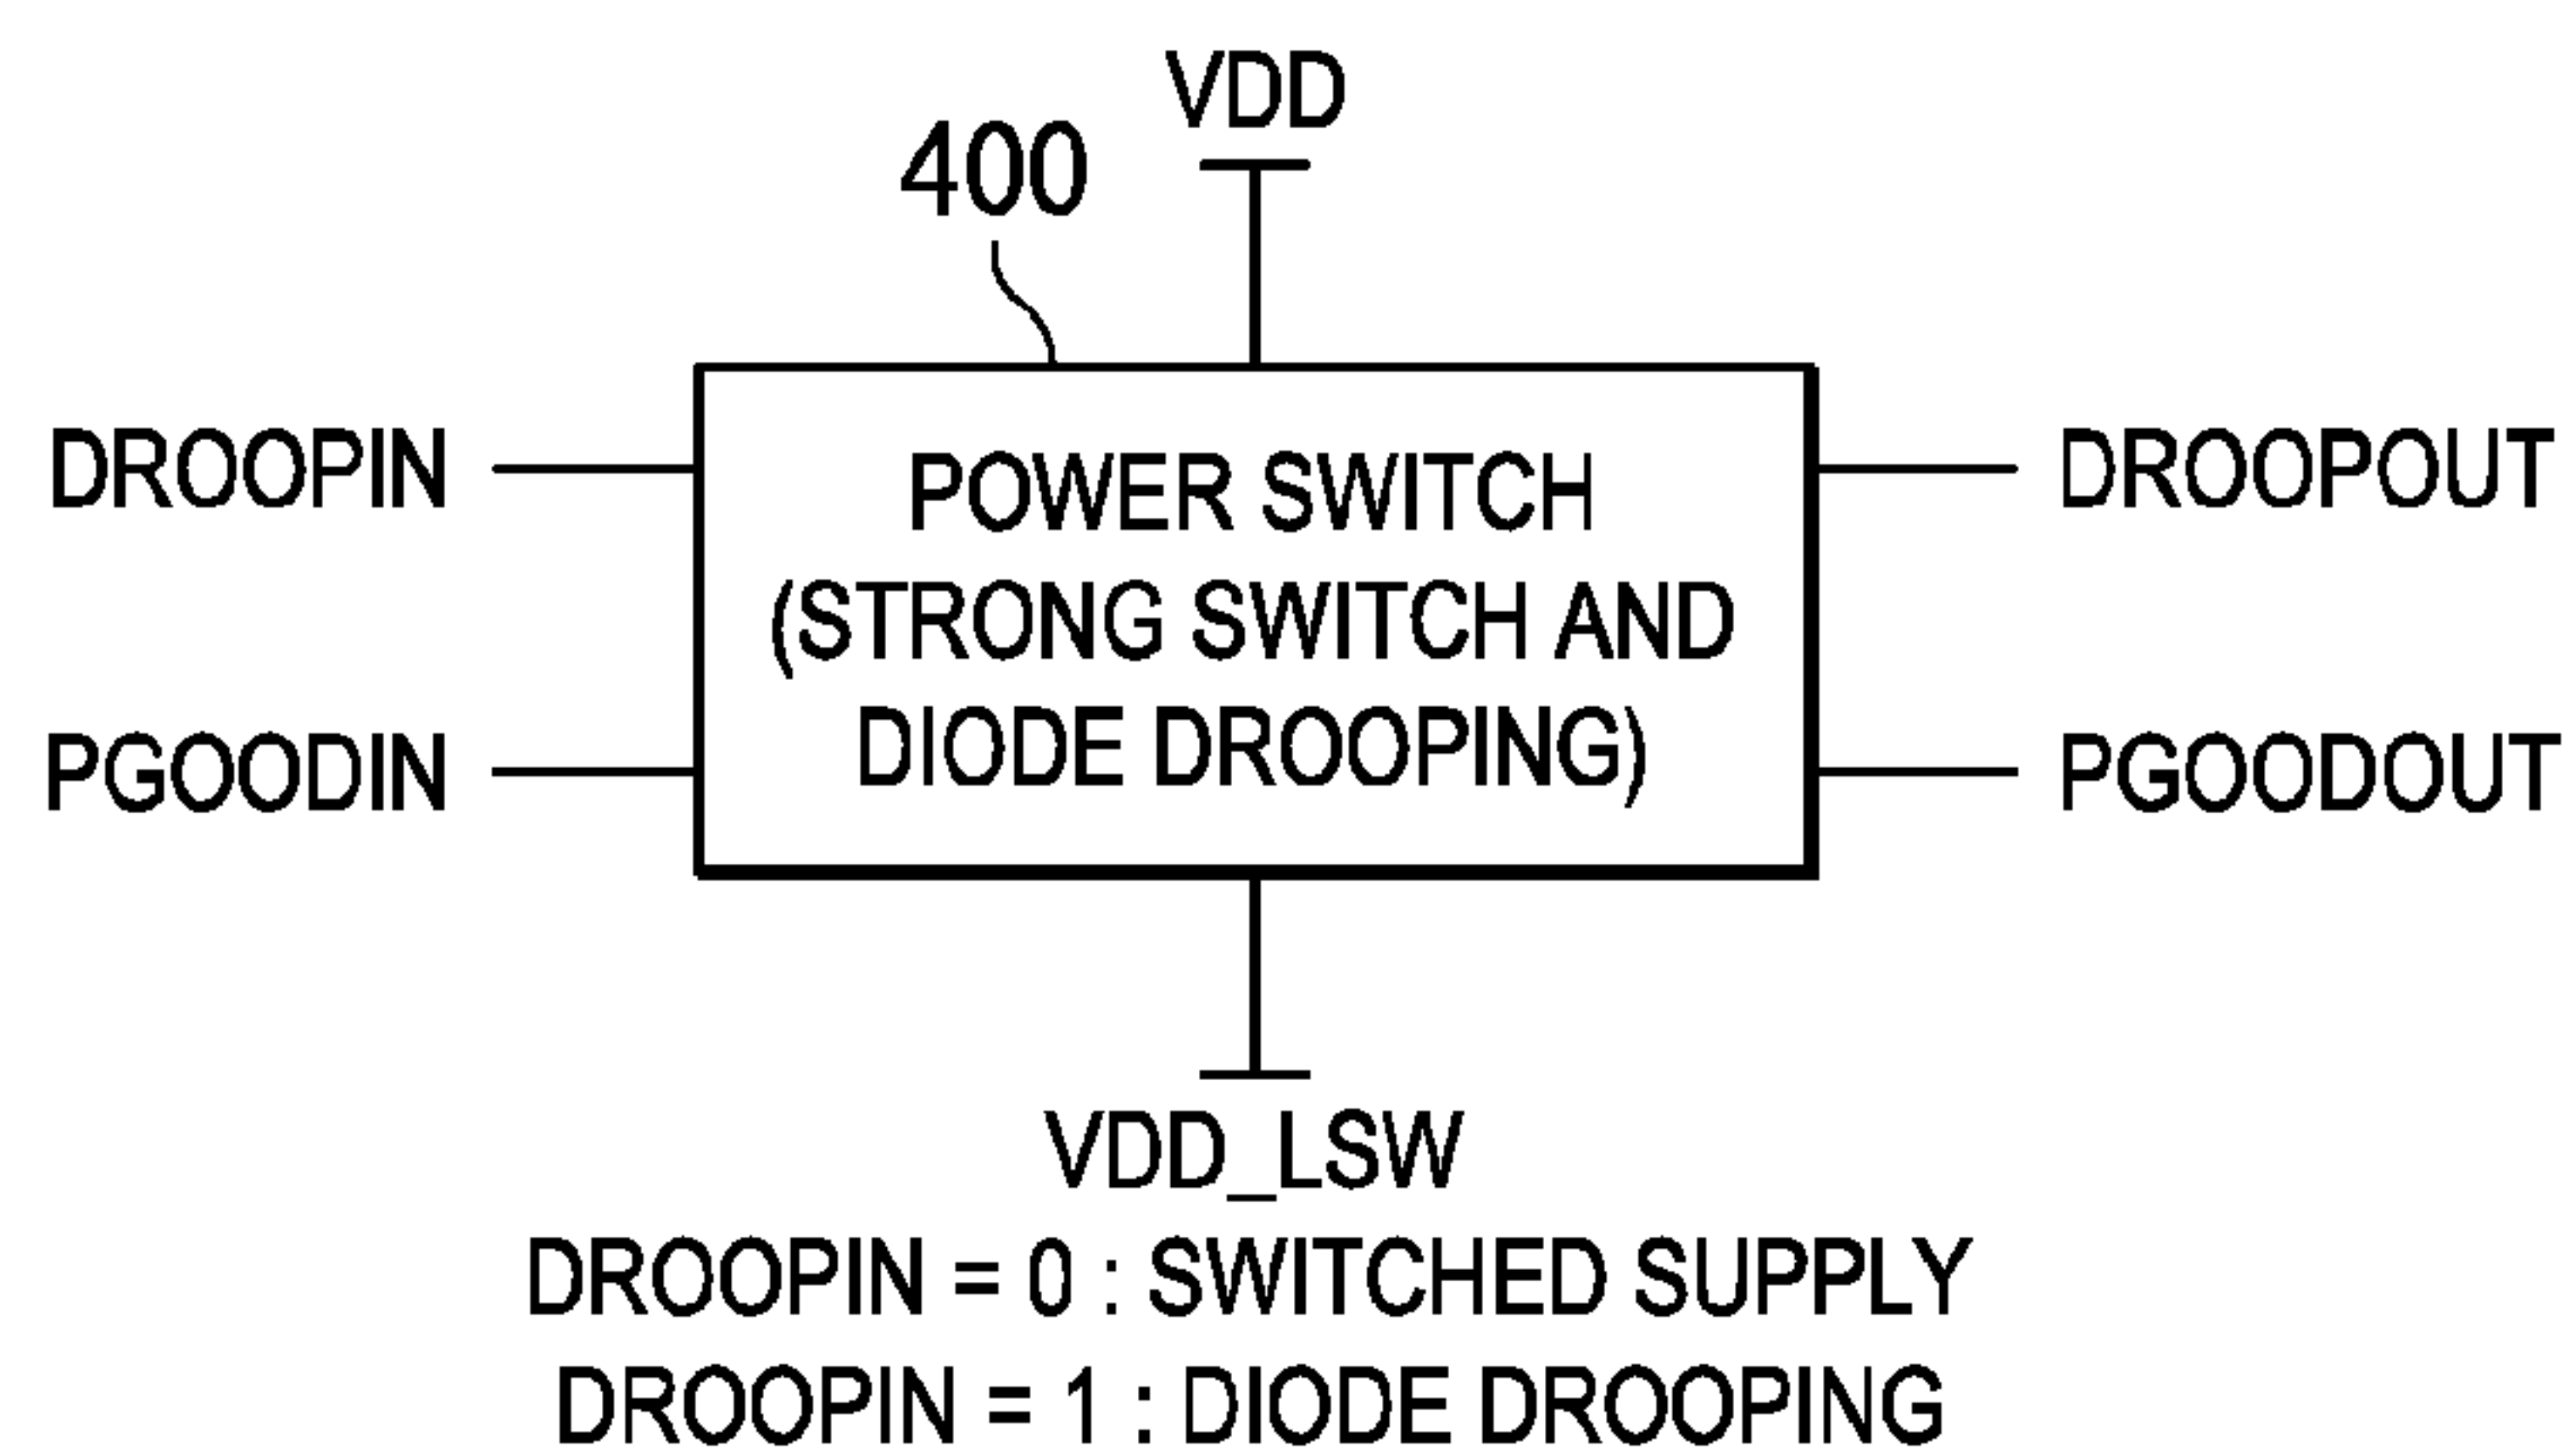 VDD
400
DROOPIN
POWER SWITCH
(STRONG SWITCH AND
DIODE DROOPING)
DROOPOUT
PGOODIN
PGOODOUT
VDD_LSW
DROOPIN = 0 : SWITCHED SUPPLY
DROOPIN = 1 : DIODE DROOPING